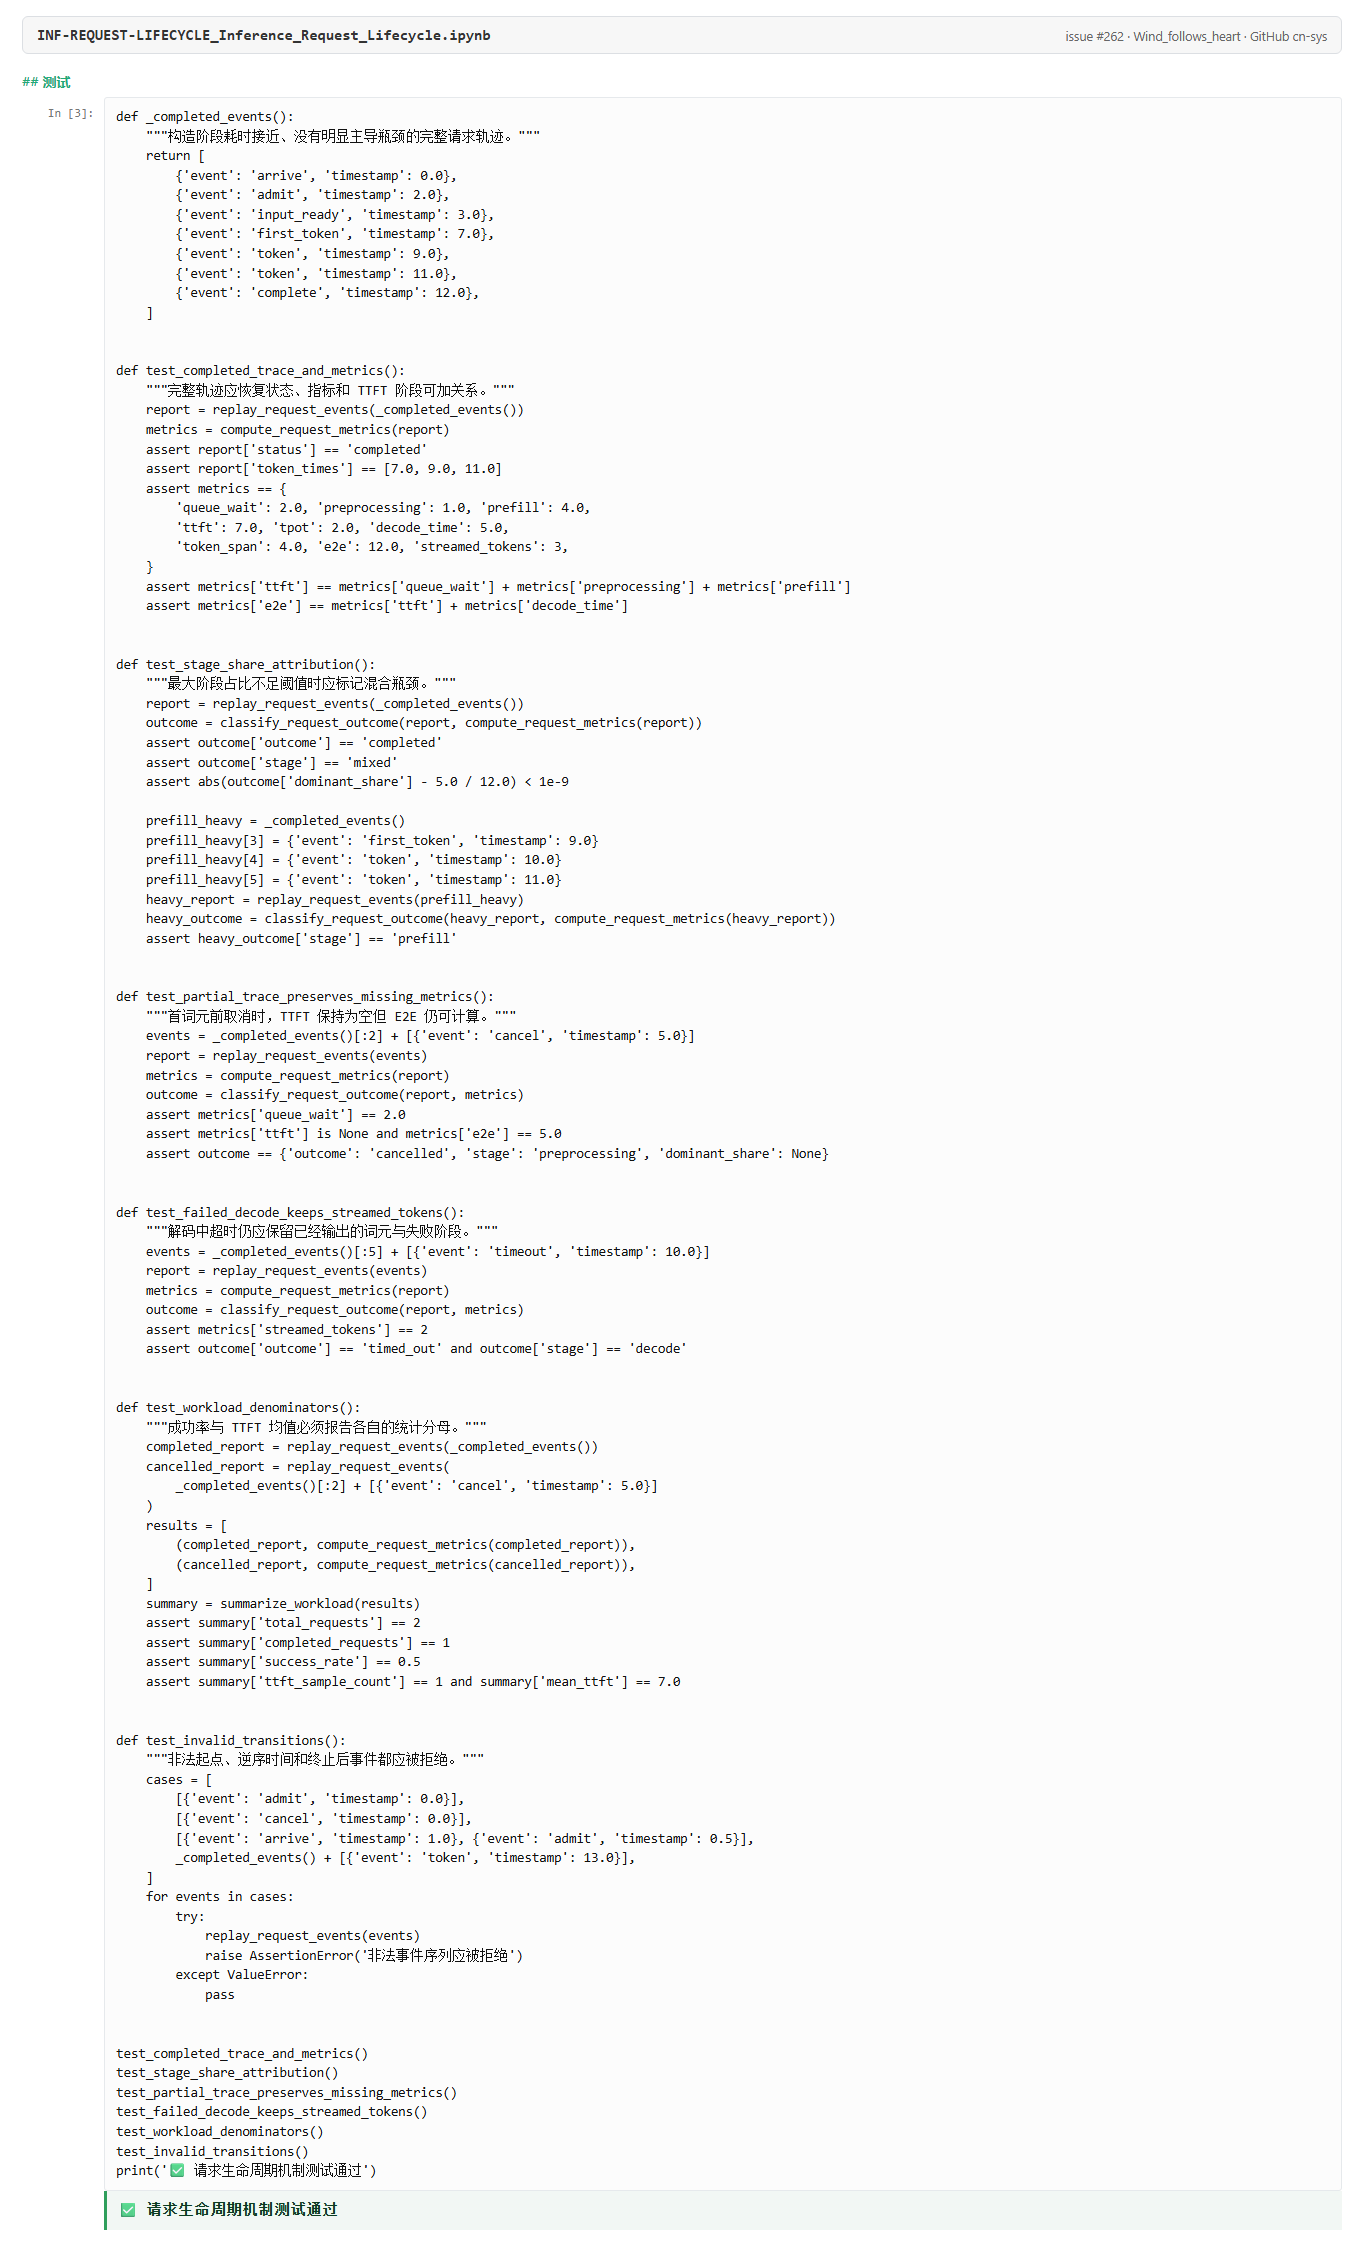 INF-REQUEST-LIFECYCLE_Inference_Request_Lifecycle.ipynb
issue #262 · Wind_follows_heart · GitHub cn-sys
## 测试
In [3]:
def _completed_events():
    """构造阶段耗时接近、没有明显主导瓶颈的完整请求轨迹。"""
    return [
        {'event': 'arrive', 'timestamp': 0.0},
        {'event': 'admit', 'timestamp': 2.0},
        {'event': 'input_ready', 'timestamp': 3.0},
        {'event': 'first_token', 'timestamp': 7.0},
        {'event': 'token', 'timestamp': 9.0},
        {'event': 'token', 'timestamp': 11.0},
        {'event': 'complete', 'timestamp': 12.0},
    ]
def test_completed_trace_and_metrics():
    """完整轨迹应恢复状态、指标和 TTFT 阶段可加关系。"""
    report = replay_request_events(_completed_events())
    metrics = compute_request_metrics(report)
    assert report['status'] == 'completed'
    assert report['token_times'] == [7.0, 9.0, 11.0]
    assert metrics == {
        'queue_wait': 2.0, 'preprocessing': 1.0, 'prefill': 4.0,
        'ttft': 7.0, 'tpot': 2.0, 'decode_time': 5.0,
        'token_span': 4.0, 'e2e': 12.0, 'streamed_tokens': 3,
    }
    assert metrics['ttft'] == metrics['queue_wait'] + metrics['preprocessing'] + metrics['prefill']
    assert metrics['e2e'] == metrics['ttft'] + metrics['decode_time']
def test_stage_share_attribution():
    """最大阶段占比不足阈值时应标记混合瓶颈。"""
    report = replay_request_events(_completed_events())
    outcome = classify_request_outcome(report, compute_request_metrics(report))
    assert outcome['outcome'] == 'completed'
    assert outcome['stage'] == 'mixed'
    assert abs(outcome['dominant_share'] - 5.0 / 12.0) < 1e-9
    prefill_heavy = _completed_events()
    prefill_heavy[3] = {'event': 'first_token', 'timestamp': 9.0}
    prefill_heavy[4] = {'event': 'token', 'timestamp': 10.0}
    prefill_heavy[5] = {'event': 'token', 'timestamp': 11.0}
    heavy_report = replay_request_events(prefill_heavy)
    heavy_outcome = classify_request_outcome(heavy_report, compute_request_metrics(heavy_report))
    assert heavy_outcome['stage'] == 'prefill'
def test_partial_trace_preserves_missing_metrics():
    """首词元前取消时，TTFT 保持为空但 E2E 仍可计算。"""
    events = _completed_events()[:2] + [{'event': 'cancel', 'timestamp': 5.0}]
    report = replay_request_events(events)
    metrics = compute_request_metrics(report)
    outcome = classify_request_outcome(report, metrics)
    assert metrics['queue_wait'] == 2.0
    assert metrics['ttft'] is None and metrics['e2e'] == 5.0
    assert outcome == {'outcome': 'cancelled', 'stage': 'preprocessing', 'dominant_share': None}
def test_failed_decode_keeps_streamed_tokens():
    """解码中超时仍应保留已经输出的词元与失败阶段。"""
    events = _completed_events()[:5] + [{'event': 'timeout', 'timestamp': 10.0}]
    report = replay_request_events(events)
    metrics = compute_request_metrics(report)
    outcome = classify_request_outcome(report, metrics)
    assert metrics['streamed_tokens'] == 2
    assert outcome['outcome'] == 'timed_out' and outcome['stage'] == 'decode'
def test_workload_denominators():
    """成功率与 TTFT 均值必须报告各自的统计分母。"""
    completed_report = replay_request_events(_completed_events())
    cancelled_report = replay_request_events(
        _completed_events()[:2] + [{'event': 'cancel', 'timestamp': 5.0}]
    )
    results = [
        (completed_report, compute_request_metrics(completed_report)),
        (cancelled_report, compute_request_metrics(cancelled_report)),
    ]
    summary = summarize_workload(results)
    assert summary['total_requests'] == 2
    assert summary['completed_requests'] == 1
    assert summary['success_rate'] == 0.5
    assert summary['ttft_sample_count'] == 1 and summary['mean_ttft'] == 7.0
def test_invalid_transitions():
    """非法起点、逆序时间和终止后事件都应被拒绝。"""
    cases = [
        [{'event': 'admit', 'timestamp': 0.0}],
        [{'event': 'cancel', 'timestamp': 0.0}],
        [{'event': 'arrive', 'timestamp': 1.0}, {'event': 'admit', 'timestamp': 0.5}],
        _completed_events() + [{'event': 'token', 'timestamp': 13.0}],
    ]
    for events in cases:
        try:
            replay_request_events(events)
            raise AssertionError('非法事件序列应被拒绝')
        except ValueError:
            pass
test_completed_trace_and_metrics()
test_stage_share_attribution()
test_partial_trace_preserves_missing_metrics()
test_failed_decode_keeps_streamed_tokens()
test_workload_denominators()
test_invalid_transitions()
print('✅ 请求生命周期机制测试通过')
✅ 请求生命周期机制测试通过